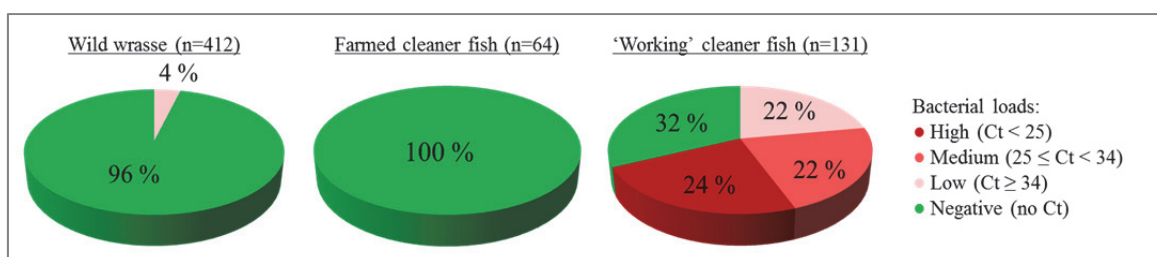 Wild wrasse (n=412)
4 %
96 %
Farmed cleaner fish (n=64)
100 %
‘Working’ cleaner fish (n=131)
32 %
22 %
24 %
22 %
Bacterial loads:
High (Ct < 25)
Medium (25 ≤ Ct < 34)
Low (Ct ≥ 34)
Negative (no Ct)